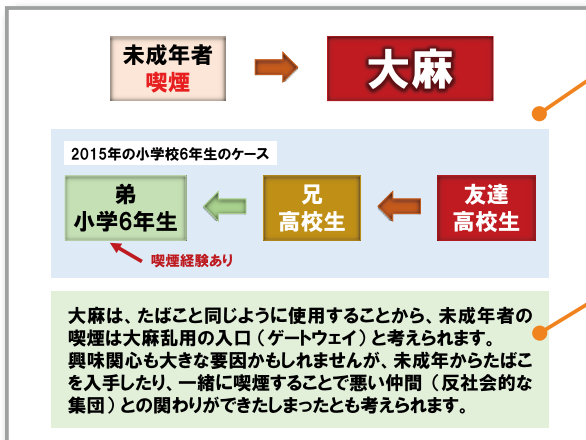 未成年者
喫煙
大麻
2015年の小学校6年生のケース
弟
小学6年生
兄
高校生
友達
高校生
喫煙経験あり
大麻は、たばこと同じように使用することから、未成年者の
喫煙は大麻乱用の入口（ゲートウェイ）と考えられます。
興味関心も大きな要因かもしれませんが、未成年からたばこ
を入手したり、一緒に喫煙することで悪い仲間（反社会的な
集団）との関わりができたしまったとも考えられます。